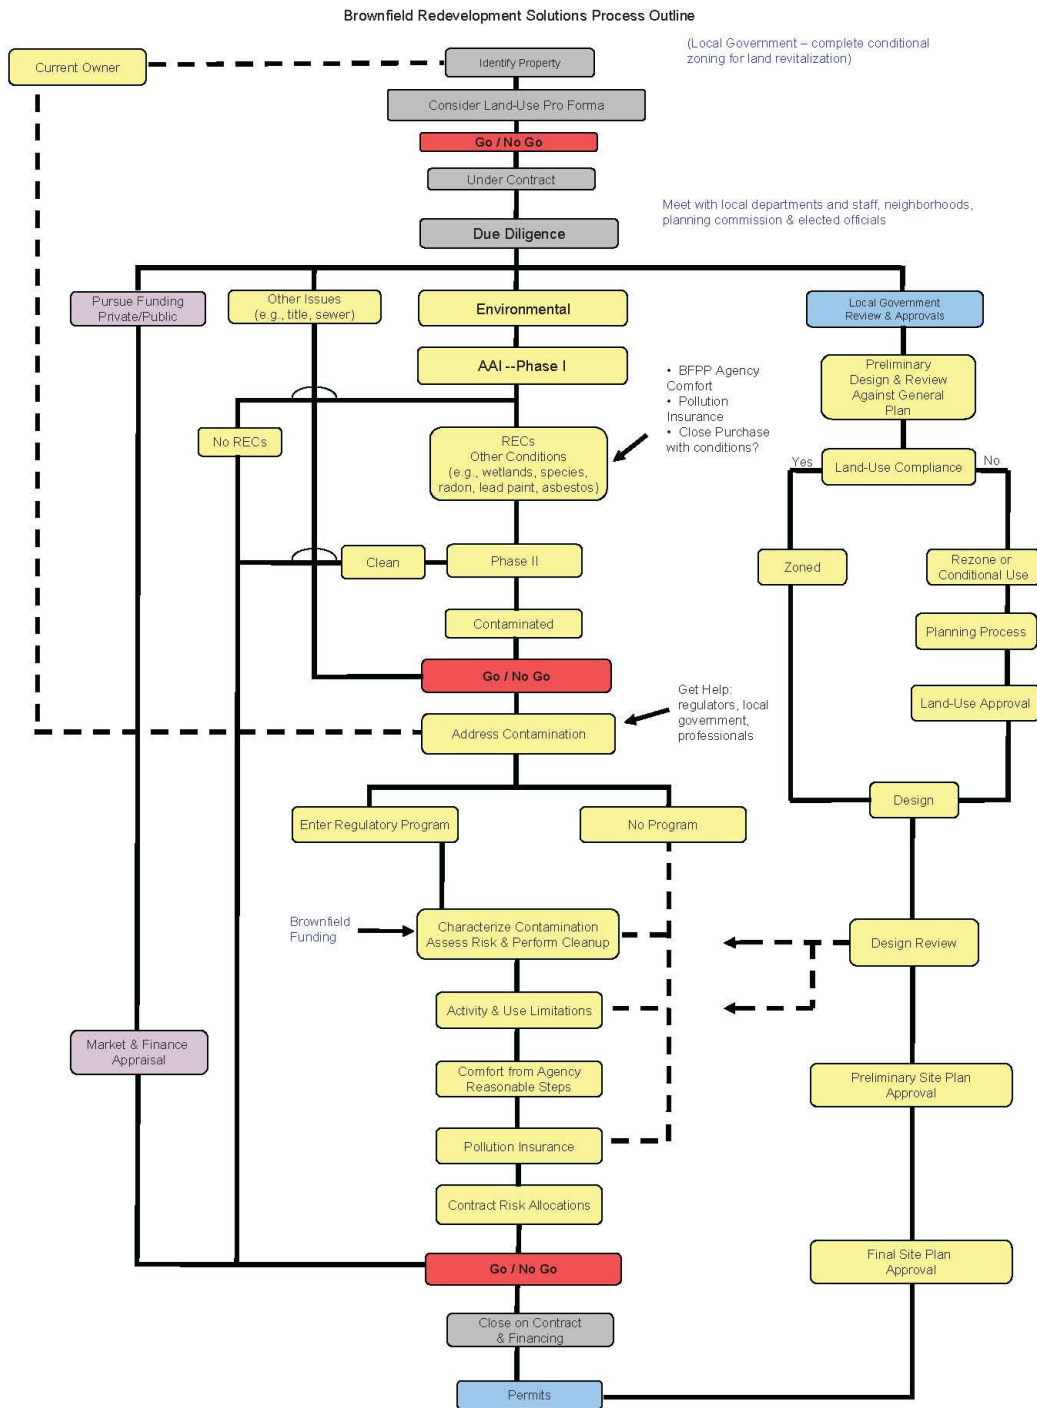 Brownfield Redevelopment Solutions Process Outline
(Local Government – complete conditional
zoning for land revitalization)
Current Owner
Identify Property
Consider Land-Use Pro Forma
Go / No Go
Under Contract
Meet with local departments and staff, neighborhoods,
planning commission & elected officials
Due Diligence
Pursue Funding
Private/Public
Other Issues
(e.g., title, sewer)
Environmental
Local Government
Review & Approvals
AAI --Phase I
Preliminary
Design & Review
Against General
Plan
• BFPP Agency
Comfort
• Pollution
Insurance
• Close Purchase
with conditions?
No RECs
RECs
Other Conditions
(e.g., wetlands, species,
radon, lead paint, asbestos)
Yes
Land-Use Compliance
No
Clean
Phase II
Zoned
Rezone or
Conditional Use
Contaminated
Planning Process
Go / No Go
Get Help:
regulators, local
government,
professionals
Land-Use Approval
Address Contamination
Design
Enter Regulatory Program
No Program
Brownfield
Funding
Characterize Contamination
Assess Risk & Perform Cleanup
Design Review
Activity & Use Limitations
Market & Finance
Appraisal
Comfort from Agency
Reasonable Steps
Preliminary Site Plan
Approval
Pollution Insurance
Contract Risk Allocations
Final Site Plan
Approval
Go / No Go
Close on Contract
& Financing
Permits